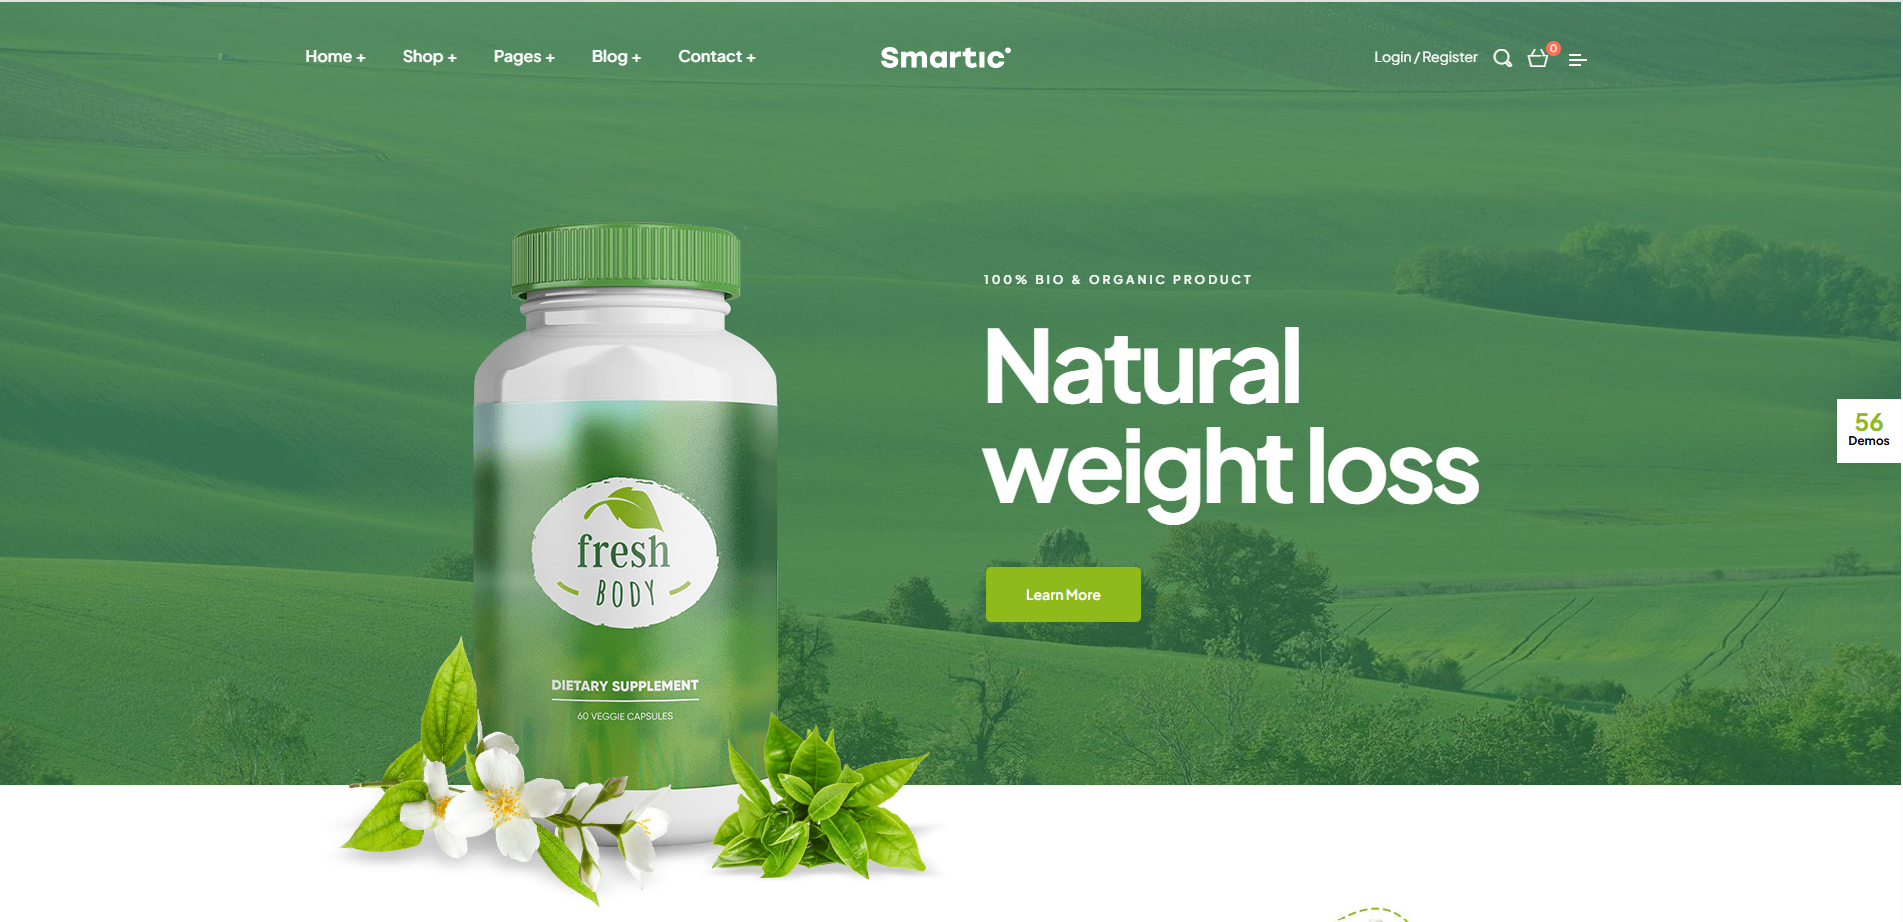 Home +
Shop +
Pages +
Blog +
Contact +
Smartic
Login / Register
0
100% BIO & ORGANIC PRODUCT
Natural
weight loss
Learn More
56
Demos
fresh
BODY
DIETARY SUPPLEMENT
60 VEGGIE CAPSULES